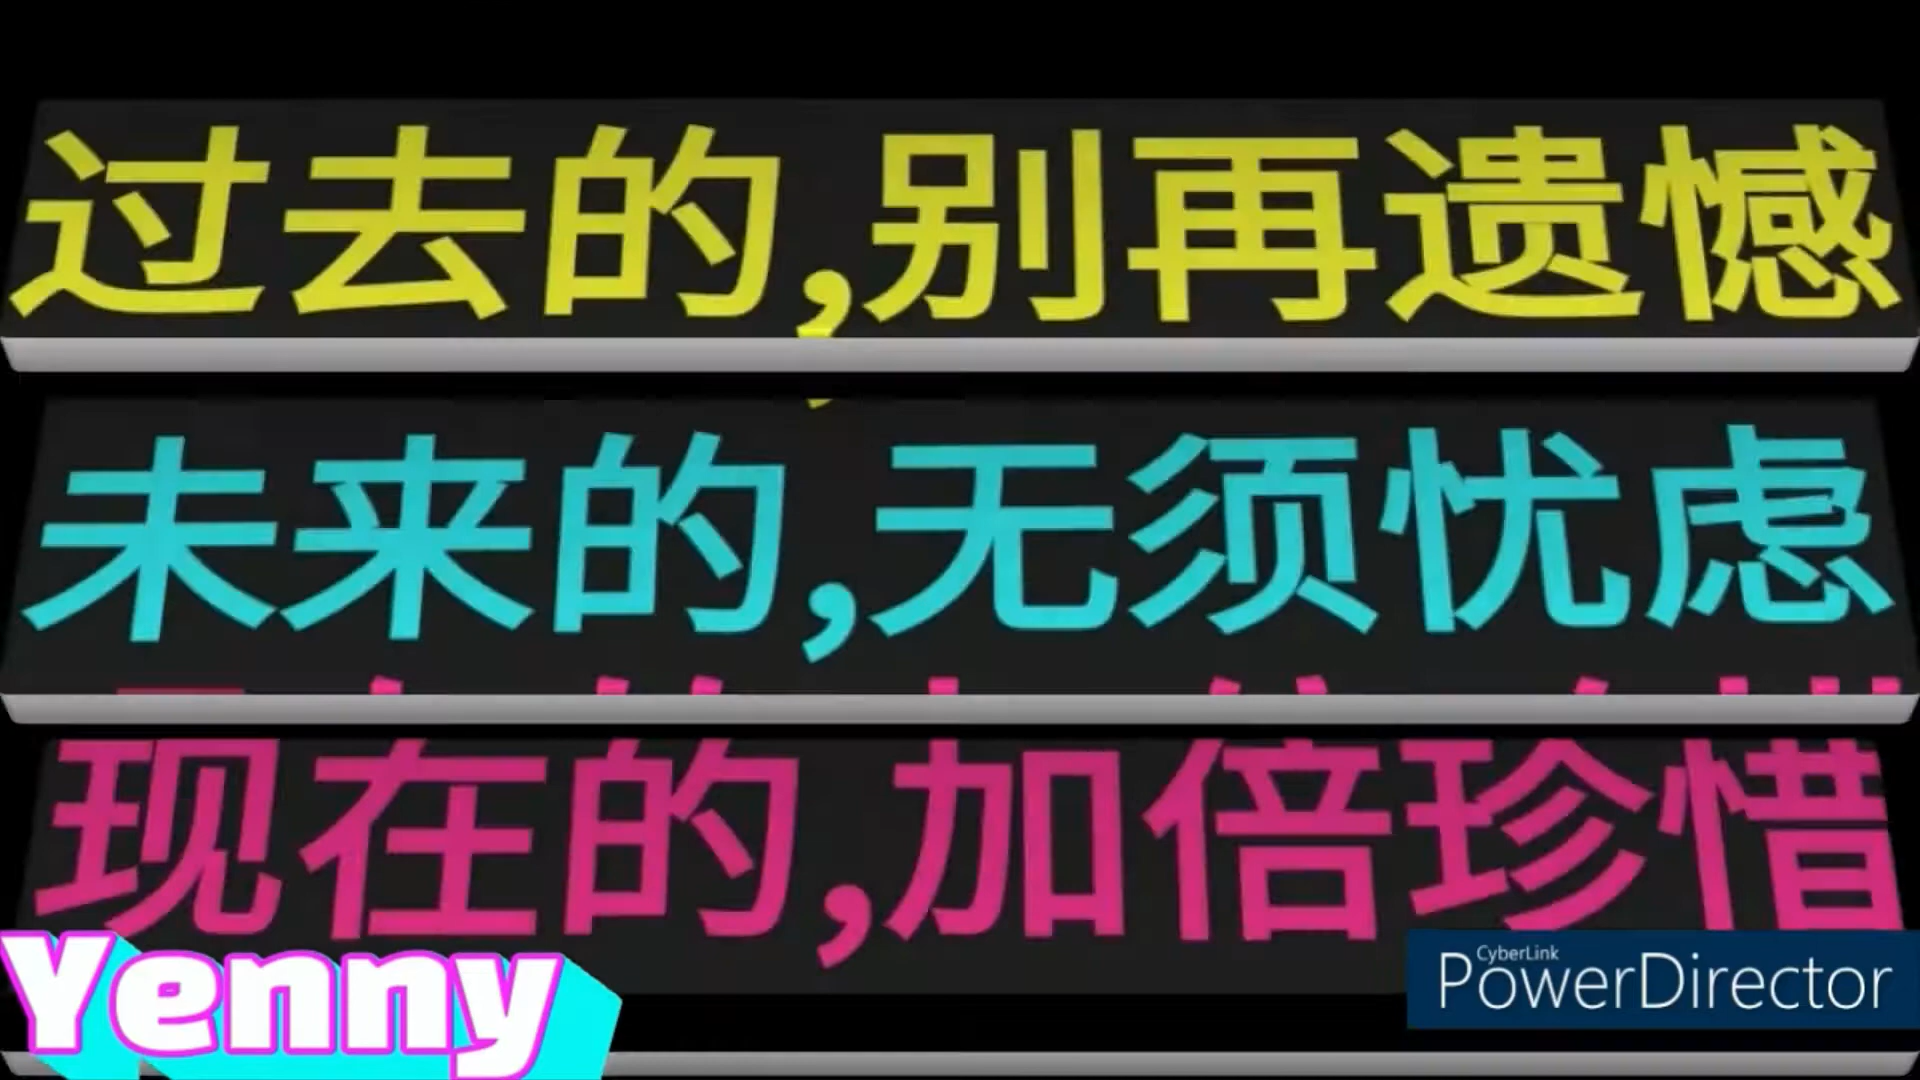 过去的,别再遗憾
未来的,无须忧虑
现在的,加倍珍惜
Yenny
CyberLink
PowerDirector